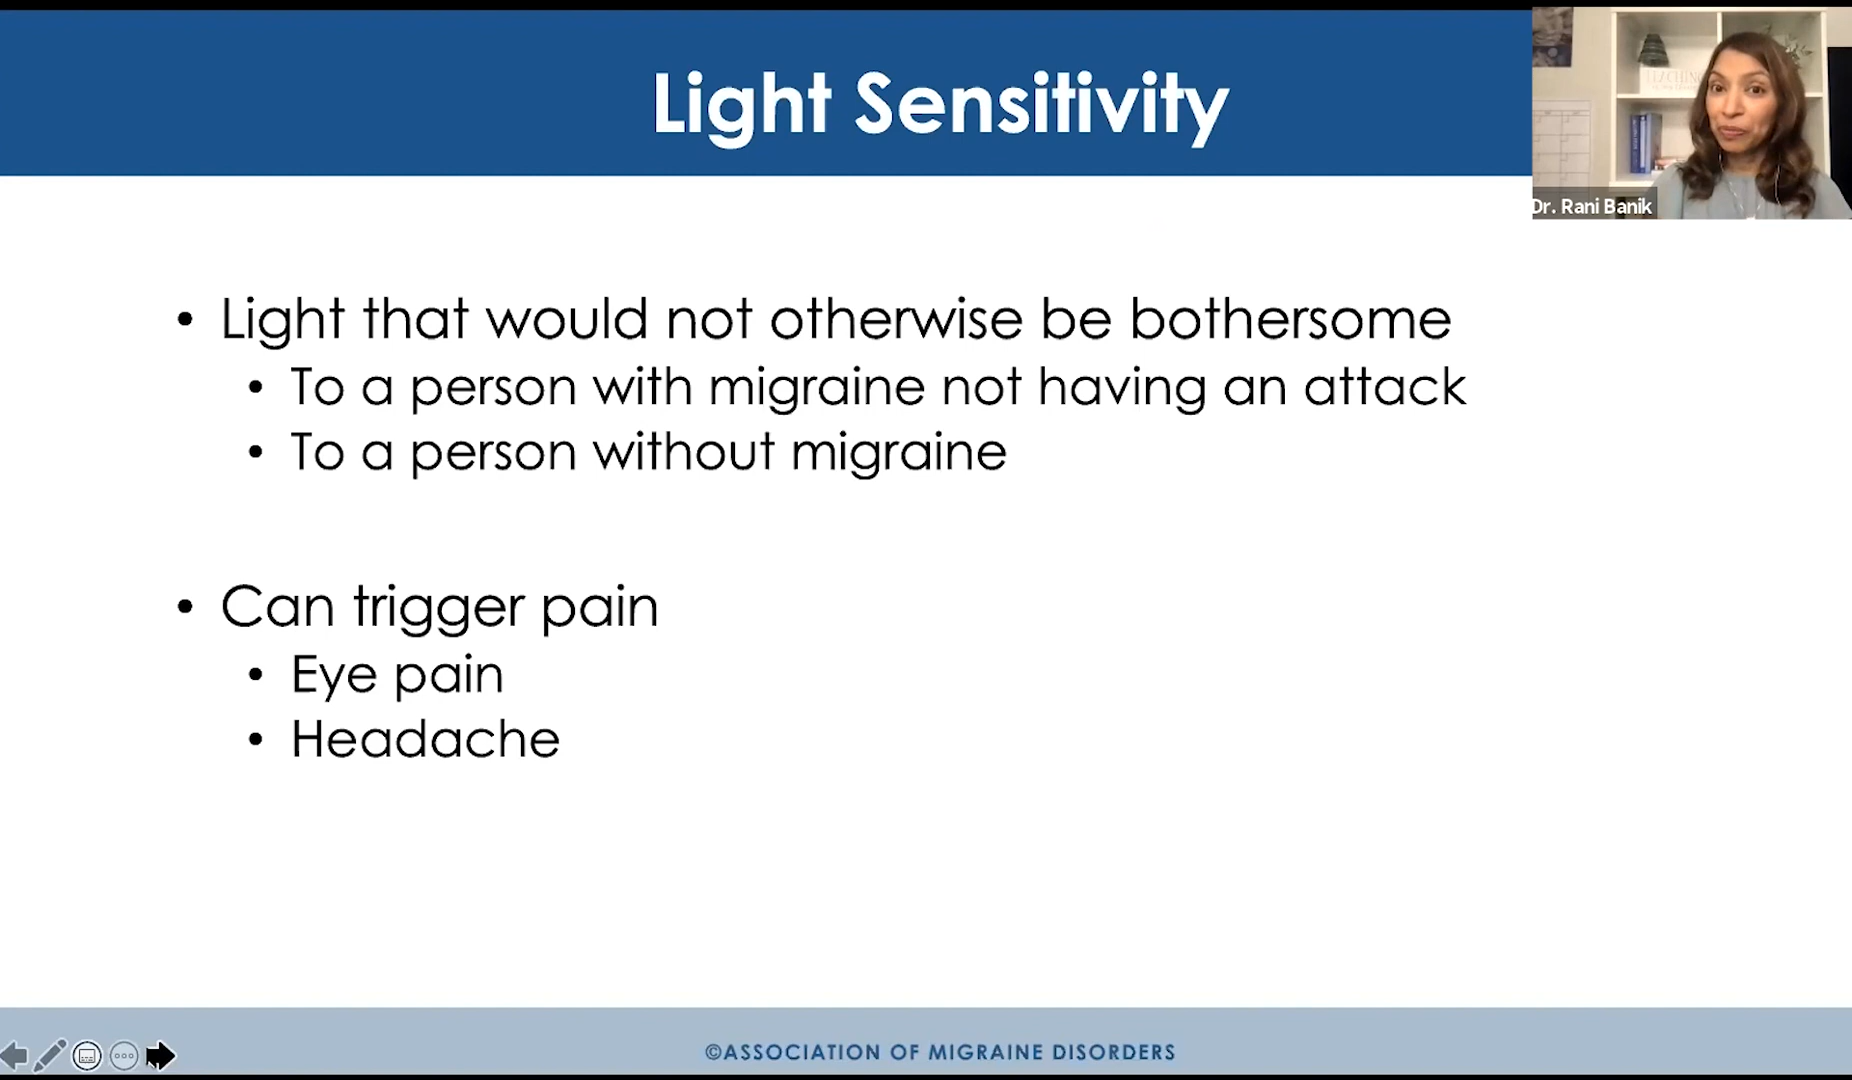 Light Sensitivity
Dr. Rani Banik
• Light that would not otherwise be bothersome
• To a person with migraine not having an attack
• To a person without migraine
• Can trigger pain
• Eye pain
• Headache
©ASSOCIATION OF MIGRAINE DISORDERS